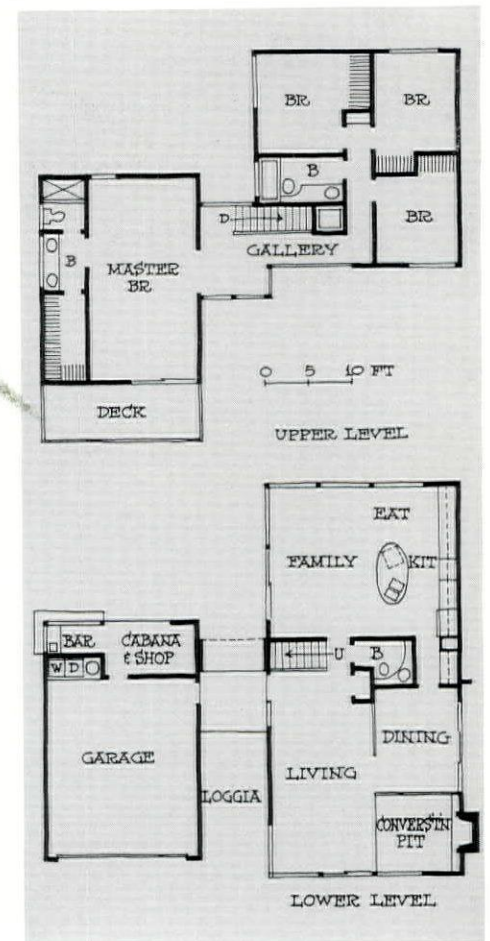 BR
BR
B
BR
D
GALLERY
B
MASTER
BR
DECK
0 5 10 FT
UPPER LEVEL
EAT
FAMILY
KIT
BAR
CABANA
& SHOP
W D
U
B
GARAGE
DINING
LIVING
LOGGIA
CONVERS'N
PIT
LOWER LEVEL